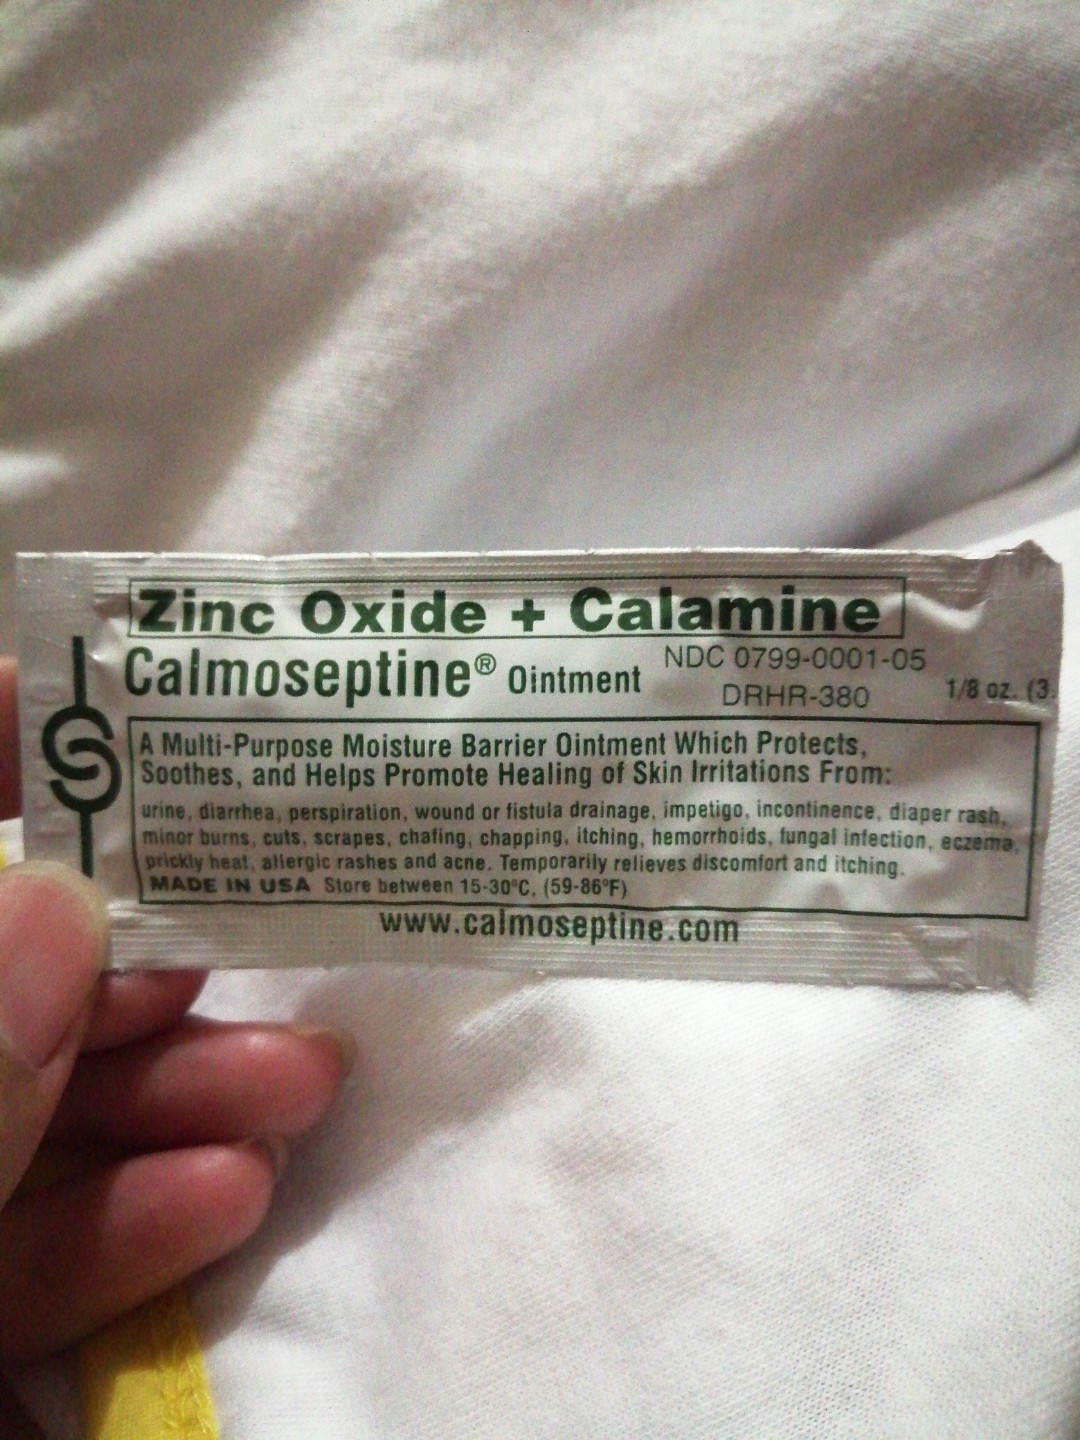 Zinc Oxide + Calamine
Calmoseptine® Ointment
NDC 0799-0001-05
DRHR-380
1/8 oz. (3.
A Multi-Purpose Moisture Barrier Ointment Which Protects,
Soothes, and Helps Promote Healing of Skin Irritations From:
urine, diarrhea, perspiration, wound or fistula drainage, impetigo, incontinence, diaper rash,
minor burns, cuts, scrapes, chafing, chapping, itching, hemorrhoids, fungal infection, eczema,
prickly heat, allergic rashes and acne. Temporarily relieves discomfort and itching.
MADE IN USA Store between 15-30°C, (59-86°F)
www.calmoseptine.com